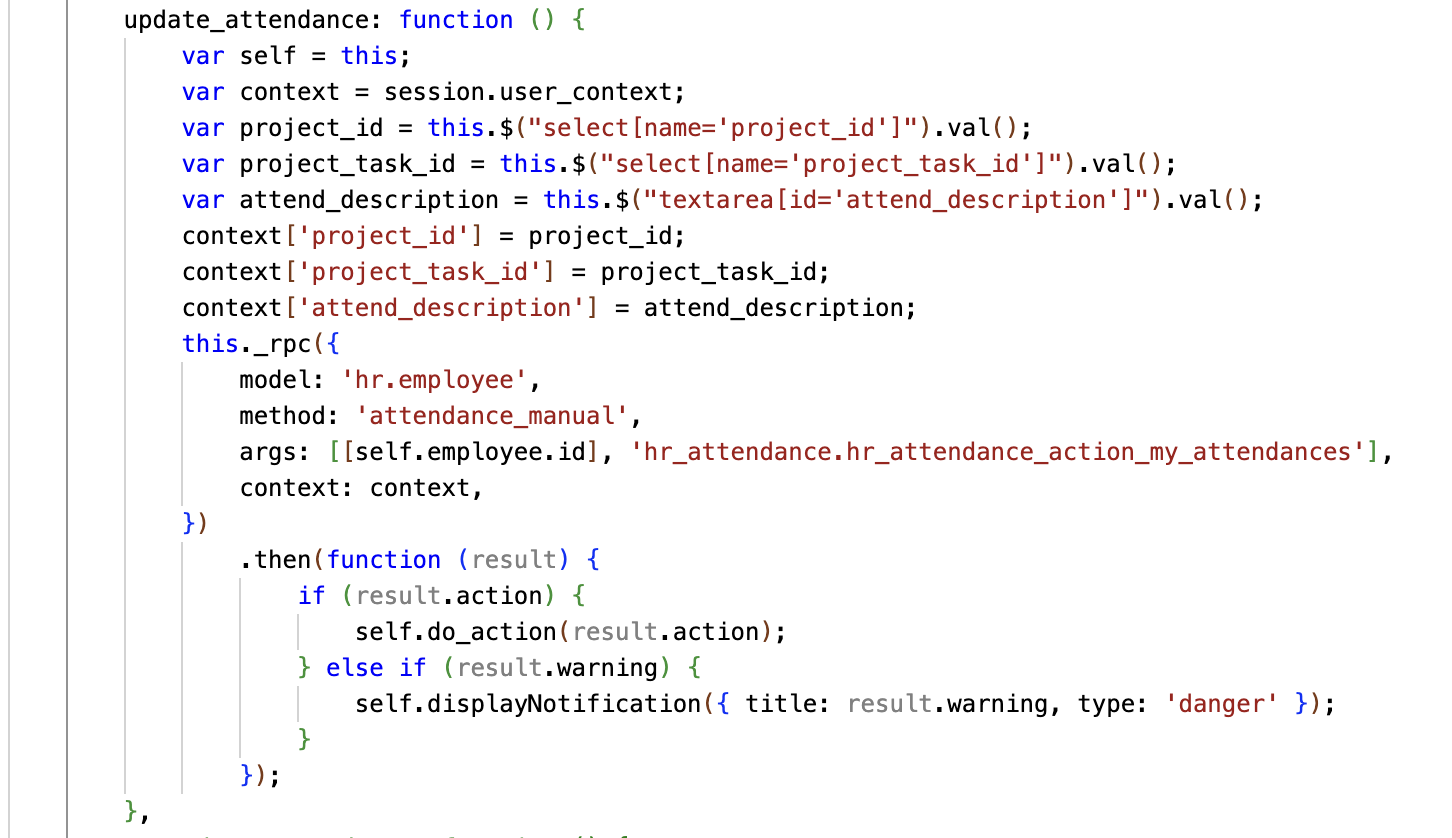 update_attendance: function () {
    var self = this;
    var context = session.user_context;
    var project_id = this.$("select[name='project_id']").val();
    var project_task_id = this.$("select[name='project_task_id']").val();
    var attend_description = this.$("textarea[id='attend_description']").val();
    context['project_id'] = project_id;
    context['project_task_id'] = project_task_id;
    context['attend_description'] = attend_description;
    this._rpc({
        model: 'hr.employee',
        method: 'attendance_manual',
        args: [[self.employee.id], 'hr_attendance.hr_attendance_action_my_attendances'],
        context: context,
    })
        .then(function (result) {
            if (result.action) {
                self.do_action(result.action);
            } else if (result.warning) {
                self.displayNotification({ title: result.warning, type: 'danger' });
            }
        });
},